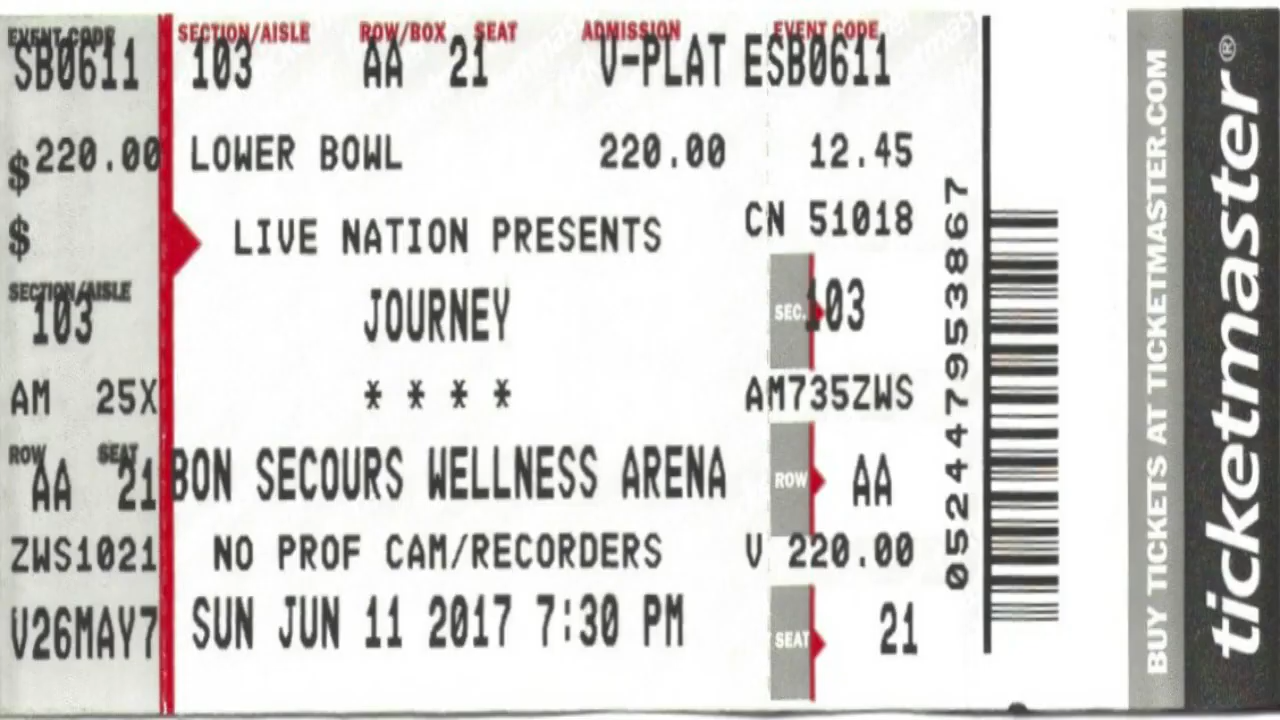 EVENT CODE
SB0611
$ 220.00
$
SECTION/AISLE
103
AM 25X
ROW SEAT
AA 21
ZWS1021
V26MAY7
SECTION/AISLE ROW/BOX SEAT ADMISSION EVENT CODE
103 AA 21 V-PLAT ESB0611
LOWER BOWL 220.00 12.45
LIVE NATION PRESENTS
JOURNEY
* * * *
BON SECOURS WELLNESS ARENA
NO PROF CAM/RECORDERS
SUN JUN 11 2017 7:30 PM
CN 51018
SEC. 103
AM735ZWS
ROW AA
V 220.00
SEAT 21
052447953867
BUY TICKETS AT TICKETMASTER.COM
ticketmaster®